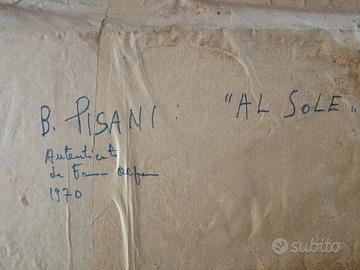 B. PISANI : "AL SOLE"
Autenticato
da
1970
subito